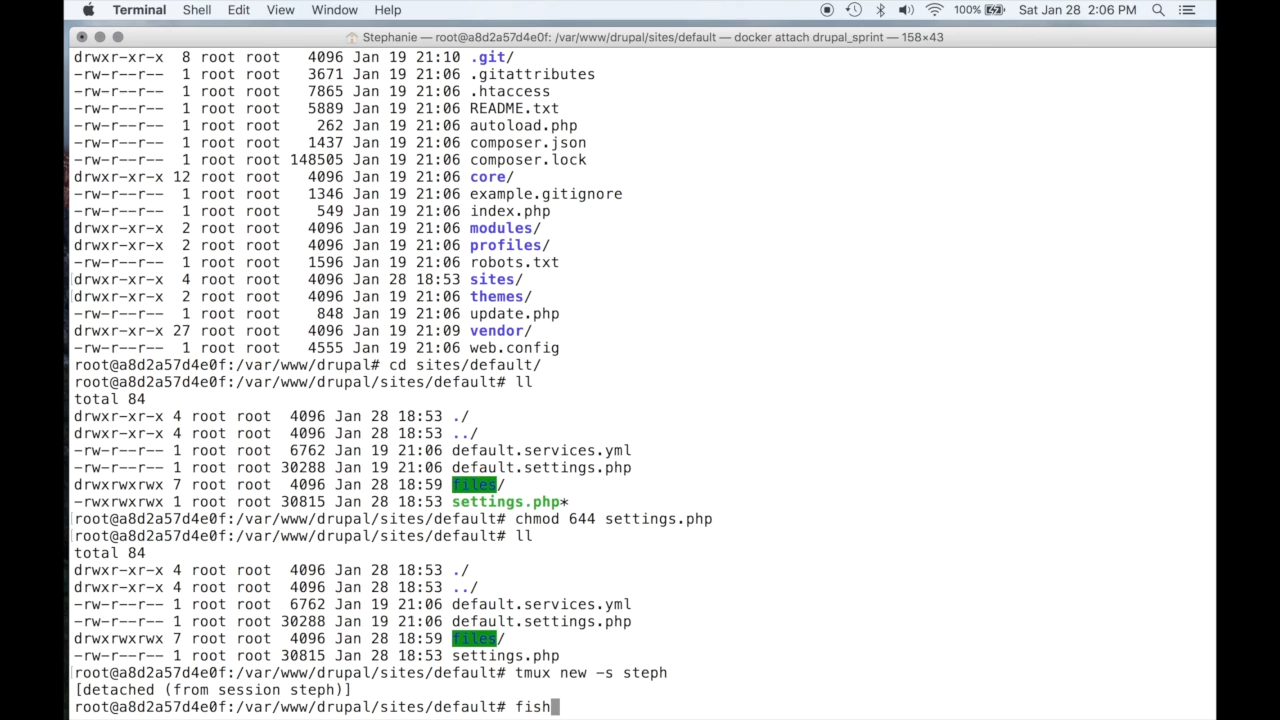 Terminal Shell Edit View Window Help 100% Sat Jan 28 2:06 PM
Stephanie — root@a8d2a57d4e0f: /var/www/drupal/sites/default — docker attach drupal_sprint — 158×43
drwxr-xr-x 8 root root 4096 Jan 19 21:10 .git/
-rw-r--r-- 1 root root 3671 Jan 19 21:06 .gitattributes
-rw-r--r-- 1 root root 7865 Jan 19 21:06 .htaccess
-rw-r--r-- 1 root root 5889 Jan 19 21:06 README.txt
-rw-r--r-- 1 root root 262 Jan 19 21:06 autoload.php
-rw-r--r-- 1 root root 1437 Jan 19 21:06 composer.json
-rw-r--r-- 1 root root 148505 Jan 19 21:06 composer.lock
drwxr-xr-x 12 root root 4096 Jan 19 21:06 core/
-rw-r--r-- 1 root root 1346 Jan 19 21:06 example.gitignore
-rw-r--r-- 1 root root 549 Jan 19 21:06 index.php
drwxr-xr-x 2 root root 4096 Jan 19 21:06 modules/
drwxr-xr-x 2 root root 4096 Jan 19 21:06 profiles/
-rw-r--r-- 1 root root 1596 Jan 19 21:06 robots.txt
drwxr-xr-x 4 root root 4096 Jan 28 18:53 sites/
drwxr-xr-x 2 root root 4096 Jan 19 21:06 themes/
-rw-r--r-- 1 root root 848 Jan 19 21:06 update.php
drwxr-xr-x 27 root root 4096 Jan 19 21:09 vendor/
-rw-r--r-- 1 root root 4555 Jan 19 21:06 web.config
root@a8d2a57d4e0f:/var/www/drupal# cd sites/default/
root@a8d2a57d4e0f:/var/www/drupal/sites/default# ll
total 84
drwxr-xr-x 4 root root 4096 Jan 28 18:53 ./
drwxr-xr-x 4 root root 4096 Jan 28 18:53 ../
-rw-r--r-- 1 root root 6762 Jan 19 21:06 default.services.yml
-rw-r--r-- 1 root root 30288 Jan 19 21:06 default.settings.php
drwxrwxrwx 7 root root 4096 Jan 28 18:59 files/
-rwxrwxrwx 1 root root 30815 Jan 28 18:53 settings.php*
root@a8d2a57d4e0f:/var/www/drupal/sites/default# chmod 644 settings.php
root@a8d2a57d4e0f:/var/www/drupal/sites/default# ll
total 84
drwxr-xr-x 4 root root 4096 Jan 28 18:53 ./
drwxr-xr-x 4 root root 4096 Jan 28 18:53 ../
-rw-r--r-- 1 root root 6762 Jan 19 21:06 default.services.yml
-rw-r--r-- 1 root root 30288 Jan 19 21:06 default.settings.php
drwxrwxrwx 7 root root 4096 Jan 28 18:59 files/
-rw-r--r-- 1 root root 30815 Jan 28 18:53 settings.php
root@a8d2a57d4e0f:/var/www/drupal/sites/default# tmux new -s steph
[detached (from session steph)]
root@a8d2a57d4e0f:/var/www/drupal/sites/default# fish